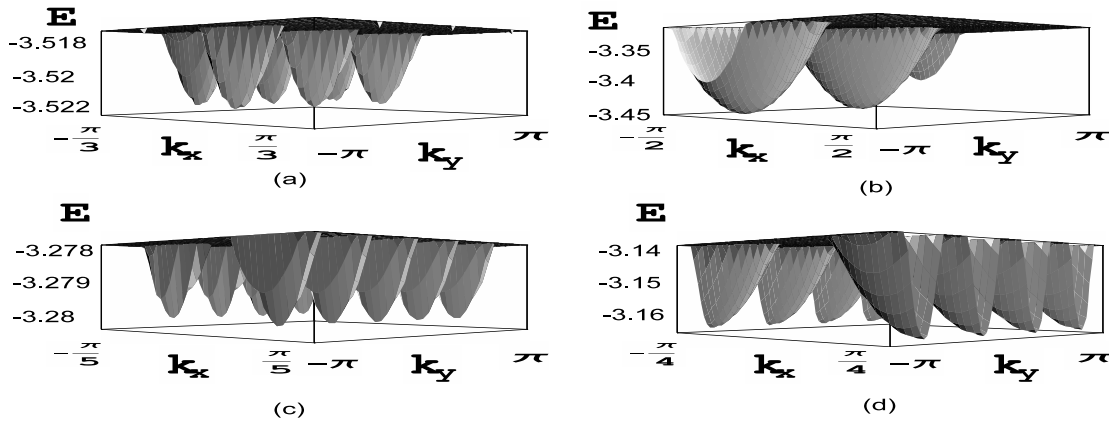 E
-3.518
-3.52
-3.522
-π/3
kx
π/3
-π
ky
π
(a)
E
-3.35
-3.4
-3.45
-π/2
kx
π/2
-π
ky
π
(b)
E
-3.278
-3.279
-3.28
-π/5
kx
π/5
-π
ky
π
(c)
E
-3.14
-3.15
-3.16
-π/4
kx
π/4
-π
ky
π
(d)